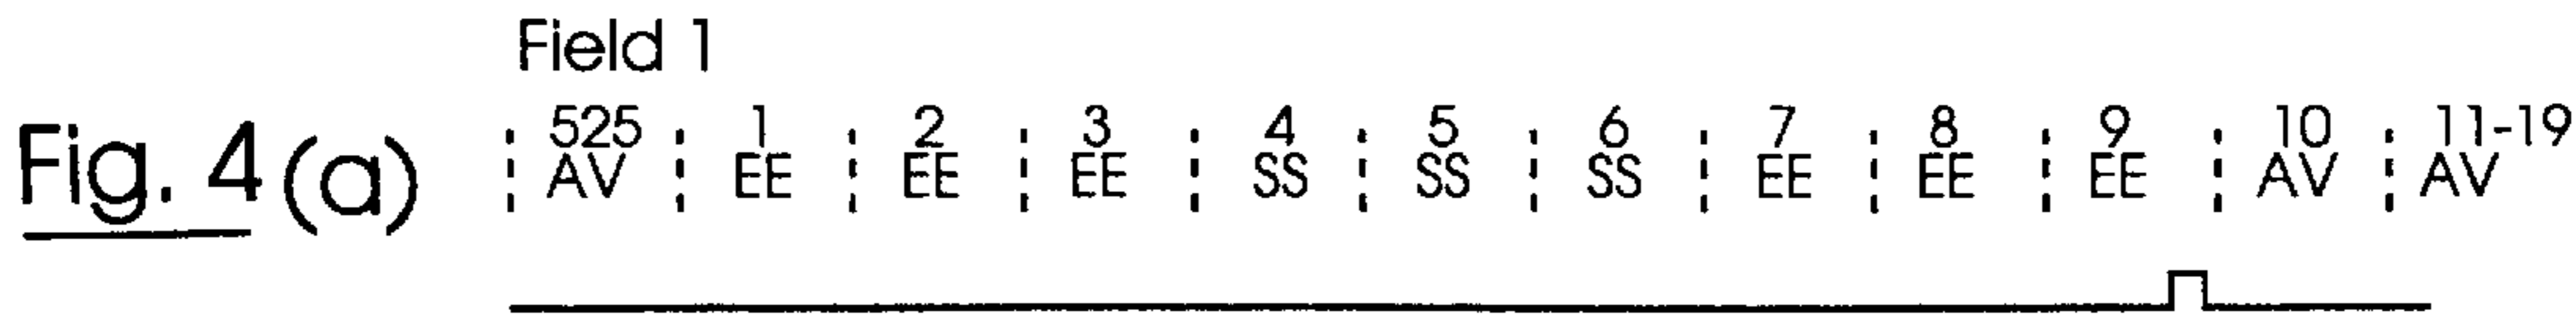 Field 1
Fig. 4(a)
525 1 2 3 4 5 6 7 8 9 10 11-19
AV EE EE EE SS SS SS EE EE EE AV AV